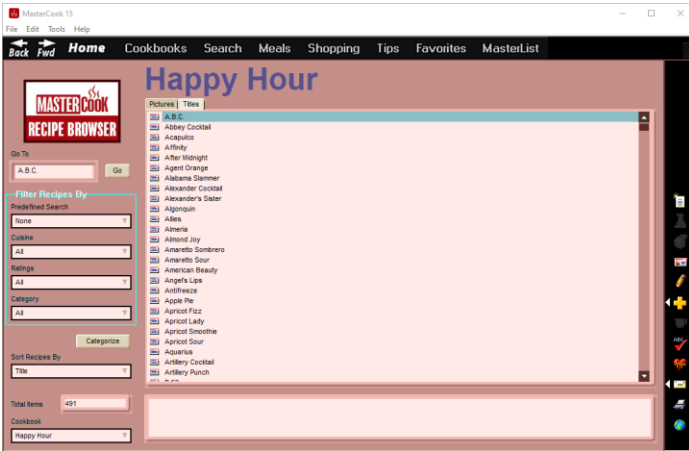 MasterCook 15
File Edit Tools Help
Back Fwd Home Cookbooks Search Meals Shopping Tips Favorites MasterList
Happy Hour
MASTERCOOK
RECIPE BROWSER
Pictures Titles
Go To
A.B.C.
Go
Filter Recipes By
Predefined Search
None
Cuisine
All
Ratings
All
Category
All
Categorize
Sort Recipes By
Title
Total Items 491
Cookbook
Happy Hour
A.B.C.
Abbey Cocktail
Acapulco
Affinity
After Midnight
Agent Orange
Alabama Slammer
Alexander Cocktail
Alexander's Sister
Algonquin
Allies
Almeria
Almond Joy
Amaretto Sombrero
Amaretto Sour
American Beauty
Angel's Lips
Antifreeze
Apple Pie
Apricot Fizz
Apricot Lady
Apricot Smoothie
Apricot Sour
Aquarius
Artillery Cocktail
Artillery Punch
ABC